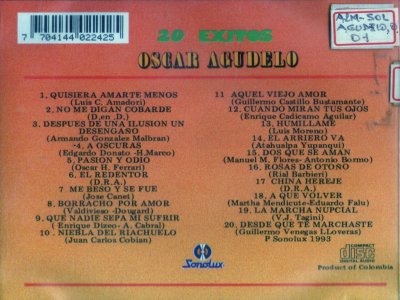 20 EXITOS
OSCAR AGUDELO
7 704144 022425
ALM-SOL
AGUDELO, O.
D-1
1. QUISIERA AMARTE MENOS
(Luis C. Amadori)
2. NO ME DIGAN COBARDE
(D.en D.)
3. DESPUES DE UNA ILUSION UN
DESENGAÑO
(Armando Gonzalez Malbran)
4. A OSCURAS
(Edgardo Donato -H.Marco)
5. PASION Y ODIO
(Oscar H. Ferrari)
6. EL REDENTOR
(D.R.A.)
7 ME BESO Y SE FUE
(Jose Canet)
8. BORRACHO POR AMOR
(Valdivieso -Dougard)
9. QUE NADIE SEPA MI SUFRIR
( Enrique Dizeo- A. Cabral)
10 . NIEBLA DEL RIACHUELO
(Juan Carlos Cobian)
11 AQUEL VIEJO AMOR
(Guillermo Castillo Bustamante)
12. CUANDO MIRAN TUS OJOS
(Enrique Cadicamo Aguilar)
13. HUMILLAME
(Luis Moreno)
14. EL ARRIERO VA
(Atahualpa Yupanqui)
15. DOS QUE SE AMAN
(Manuel M. Flores- Antonio Bormo)
16. ROSAS DE OTOÑO
(Rial Barbieri)
17. CHINA HEREJE
(D.R.A.)
18. A QUE VOLVER
(Martha Mendicute-Eduardo Falu)
19. LA MARCHA NUPCIAL
(V.J. Tagini)
20. DESDE QUE TE MARCHASTE
(Guillermo Venegas l.Loveras)
P Sonolux 1993
Sonolux
COMPACT
disc
DIGITAL AUDIO
Product of Colombia